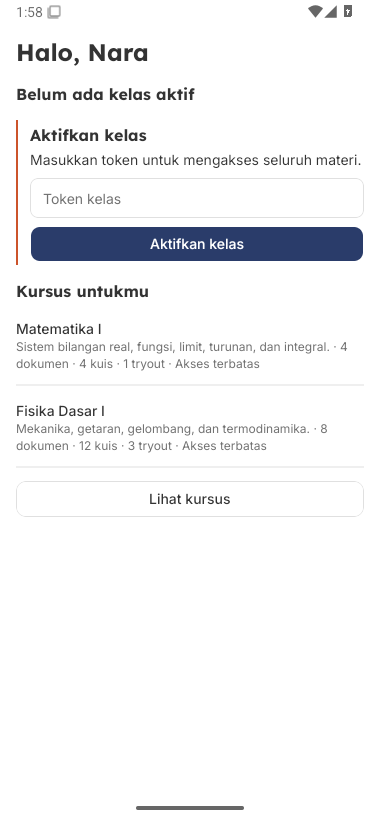 1:58
Halo, Nara
Belum ada kelas aktif
Aktifkan kelas
Masukkan token untuk mengakses seluruh materi.
Token kelas
Aktifkan kelas
Kursus untukmu
Matematika I
Sistem bilangan real, fungsi, limit, turunan, dan integral. · 4
dokumen · 4 kuis · 1 tryout · Akses terbatas
Fisika Dasar I
Mekanika, getaran, gelombang, dan termodinamika. · 8
dokumen · 12 kuis · 3 tryout · Akses terbatas
Lihat kursus